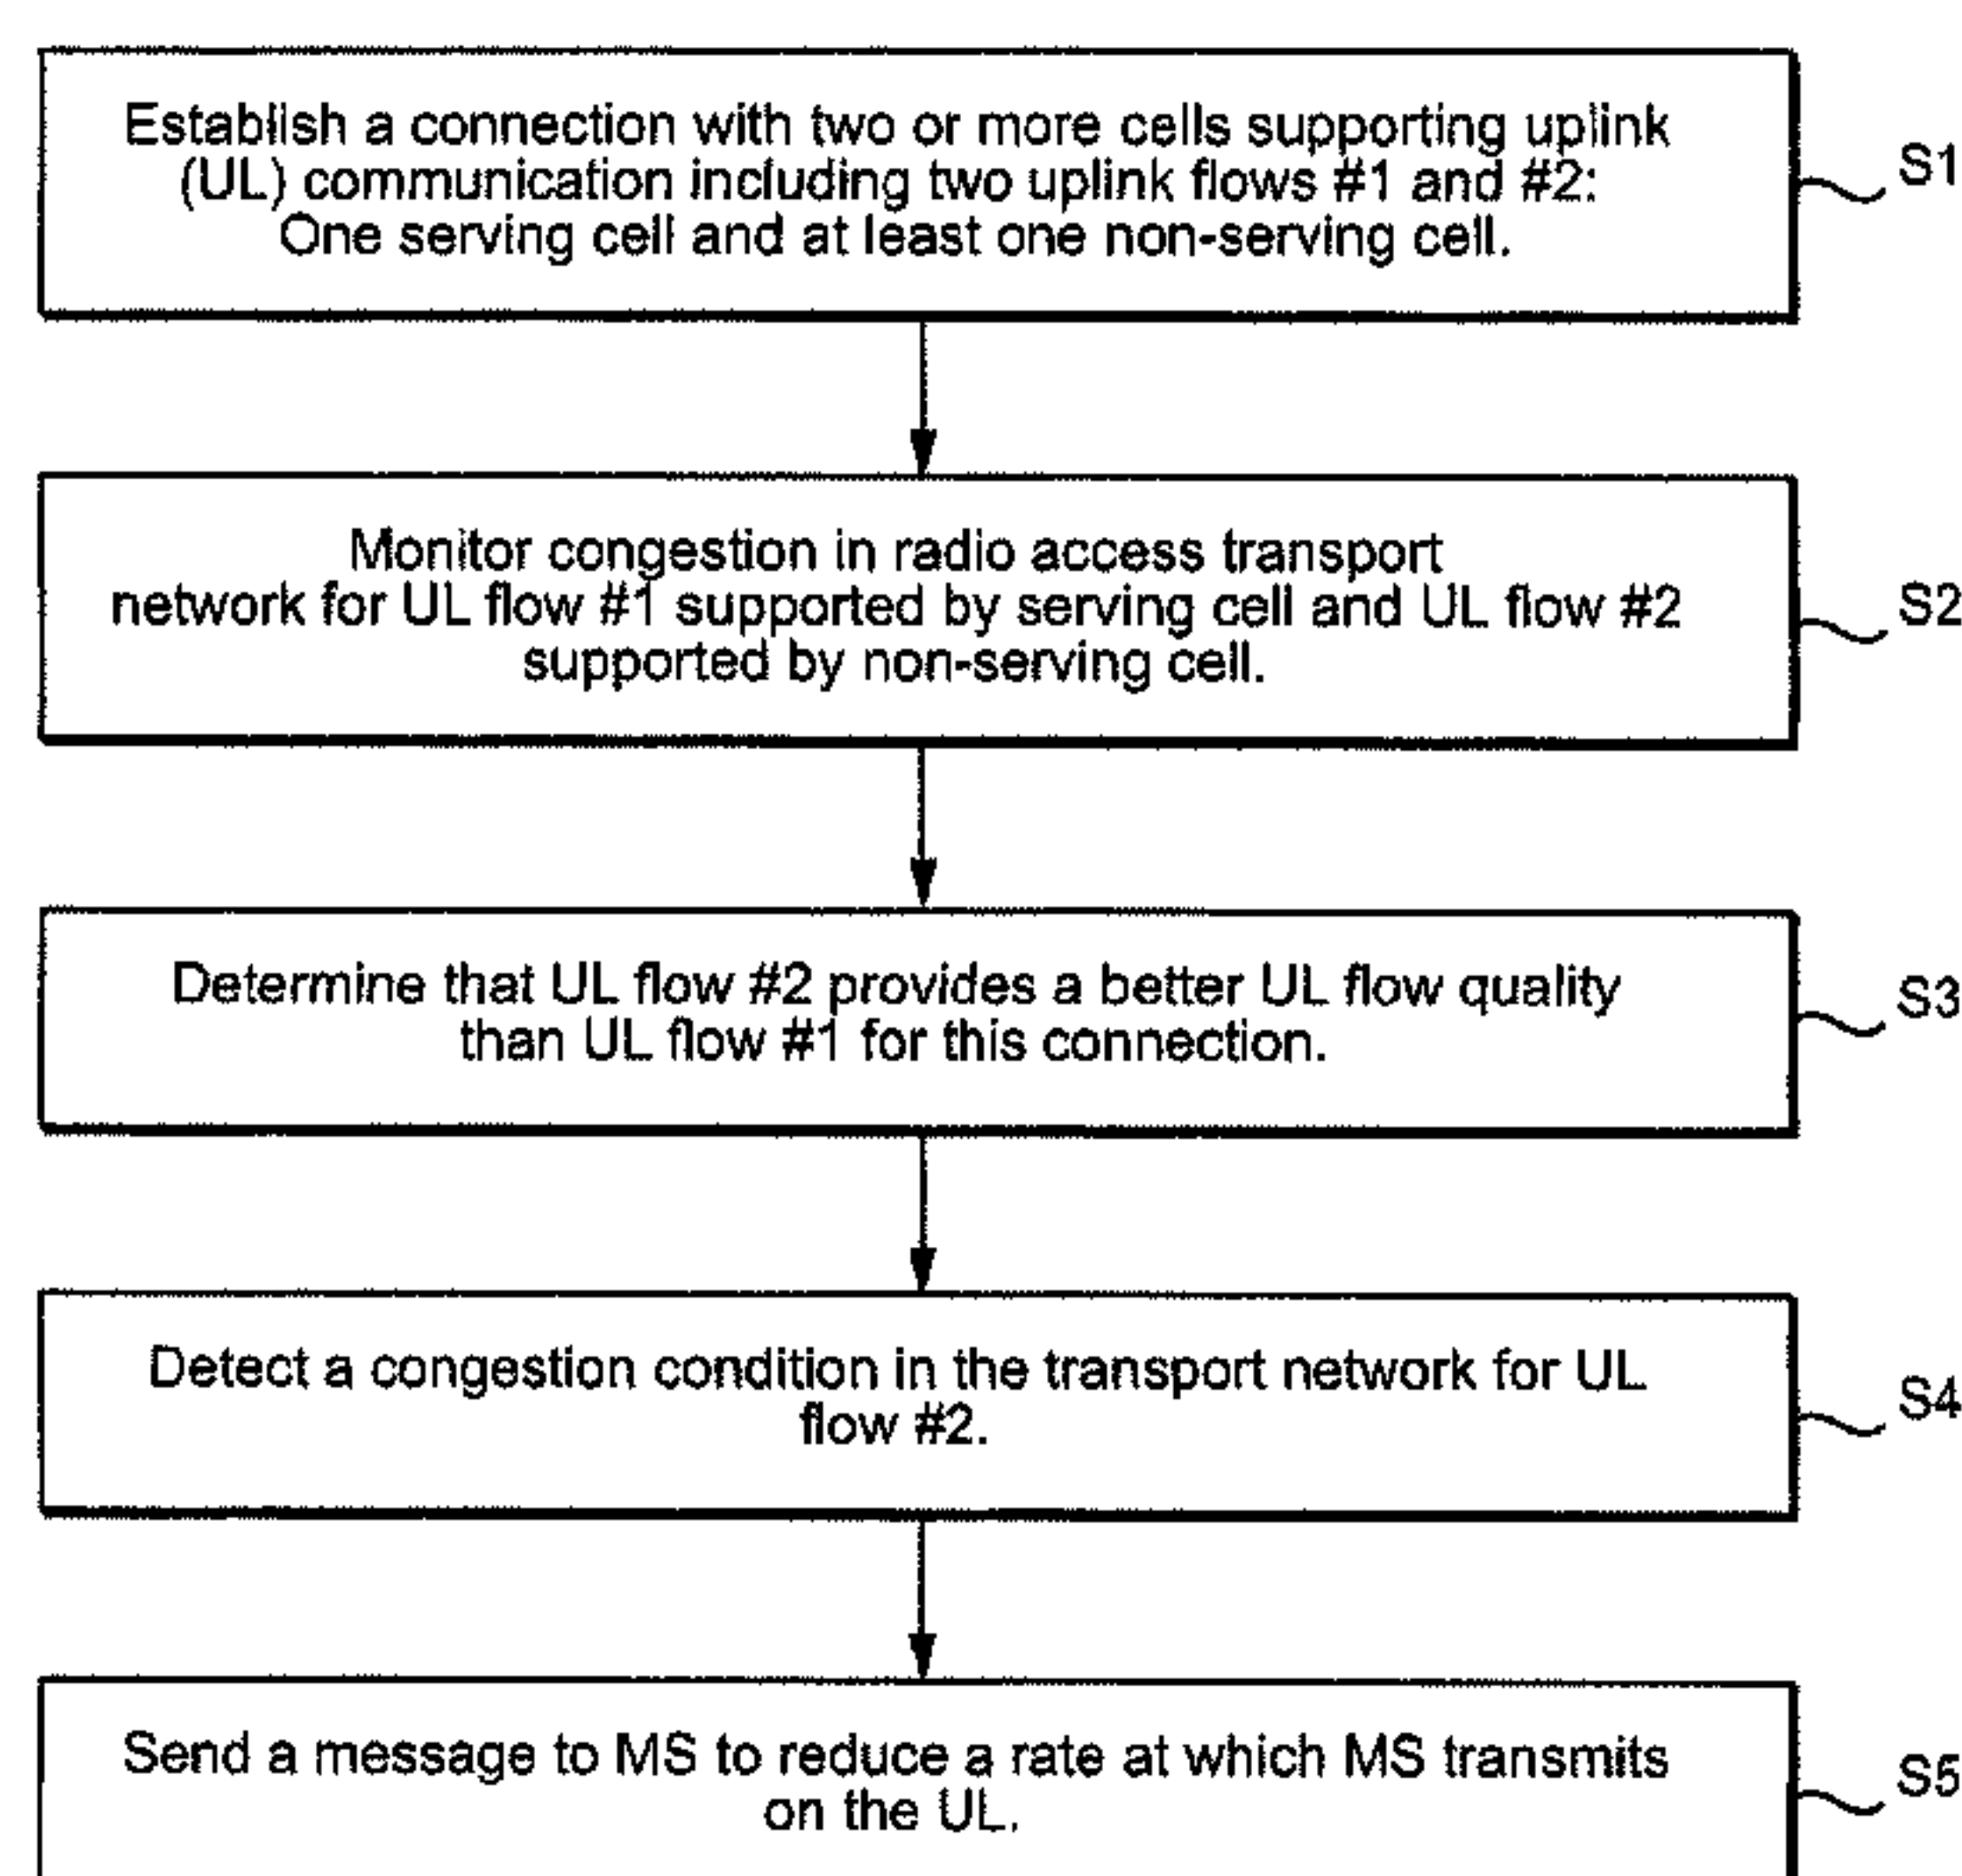 Establish a connection with two or more cells supporting uplink
(UL) communication including two uplink flows #1 and #2:
One serving cell and at least one non-serving cell.
S1
Monitor congestion in radio access transport
network for UL flow #1 supported by serving cell and UL flow #2
supported by non-serving cell.
S2
Determine that UL flow #2 provides a better UL flow quality
than UL flow #1 for this connection.
S3
Detect a congestion condition in the transport network for UL
flow #2.
S4
Send a message to MS to reduce a rate at which MS transmits
on the UL.
S5